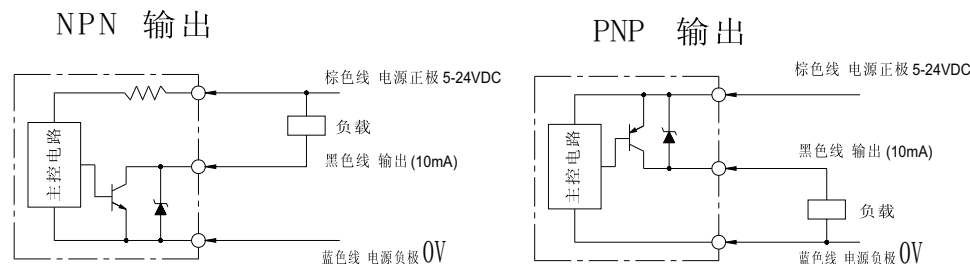 NPN 输出
棕色线 电源正极 5-24VDC
主控电路
负载
黑色线 输出 (10mA)
蓝色线 电源负极 0V
PNP 输出
棕色线 电源正极 5-24VDC
主控电路
黑色线 输出 (10mA)
负载
蓝色线 电源负极 0V